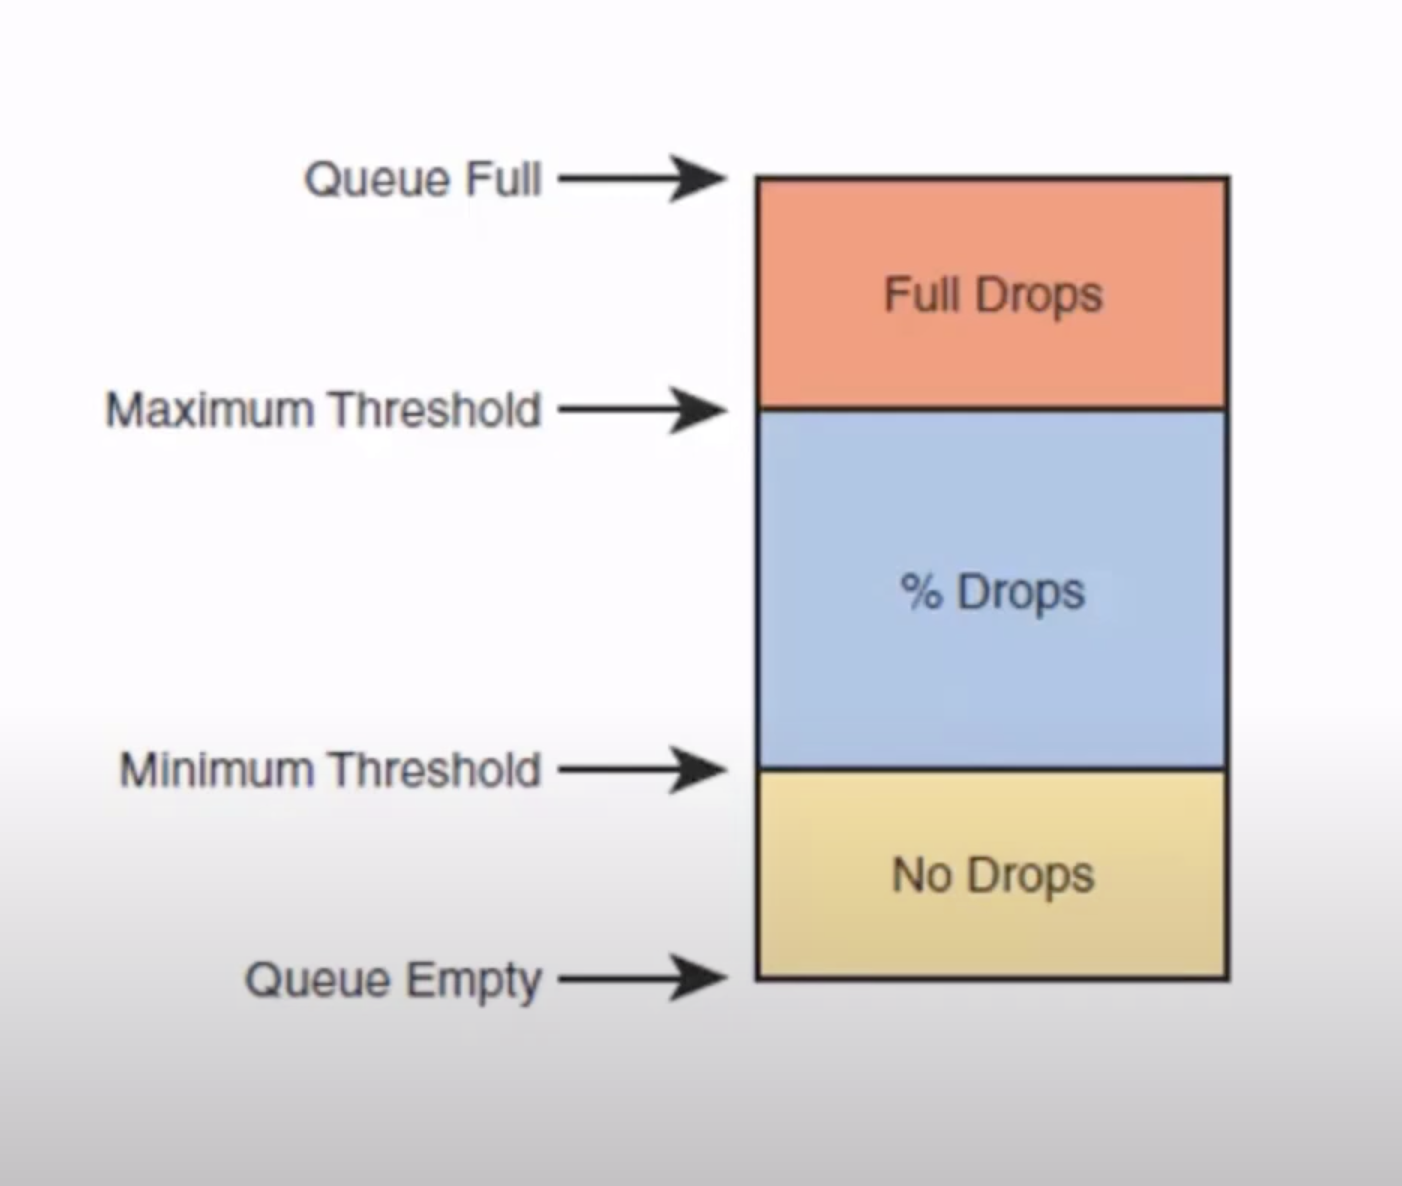 Queue Full
Full Drops
Maximum Threshold
% Drops
Minimum Threshold
No Drops
Queue Empty